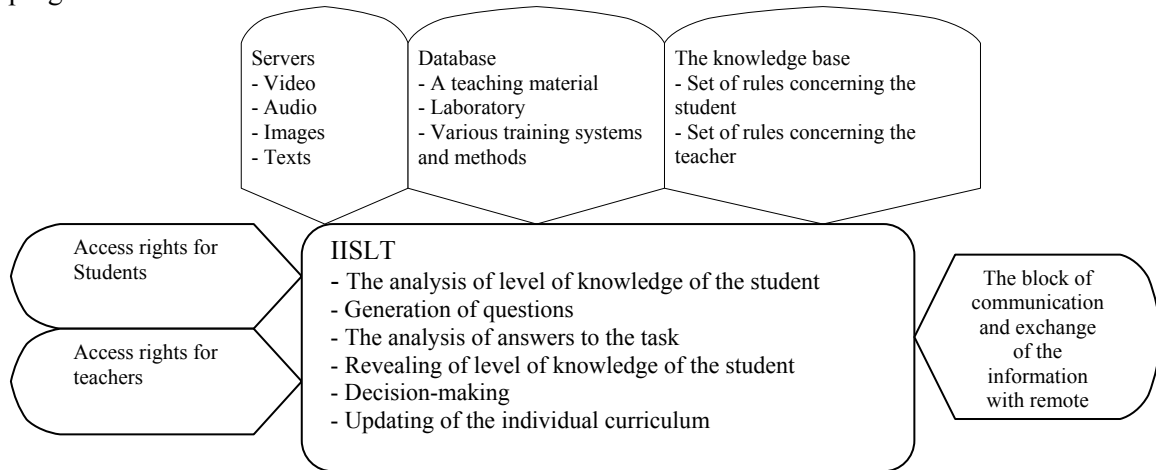 Servers
- Video
- Audio
- Images
- Texts
Database
- A teaching material
- Laboratory
- Various training systems
and methods
The knowledge base
- Set of rules concerning the
student
- Set of rules concerning the
teacher
Access rights for
Students
Access rights for
teachers
IISLT
- The analysis of level of knowledge of the student
- Generation of questions
- The analysis of answers to the task
- Revealing of level of knowledge of the student
- Decision-making
- Updating of the individual curriculum
The block of
communication
and exchange
of the
information
with remote